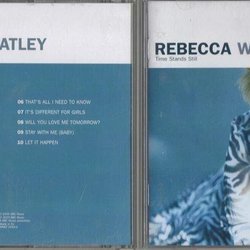 ATLEY
06 THAT'S ALL I NEED TO KNOW
07 IT'S DIFFERENT FOR GIRLS
08 WILL YOU LOVE ME TOMORROW?
09 STAY WITH ME (BABY)
10 LET IT HAPPEN
REBECCA W
Time Stands Still